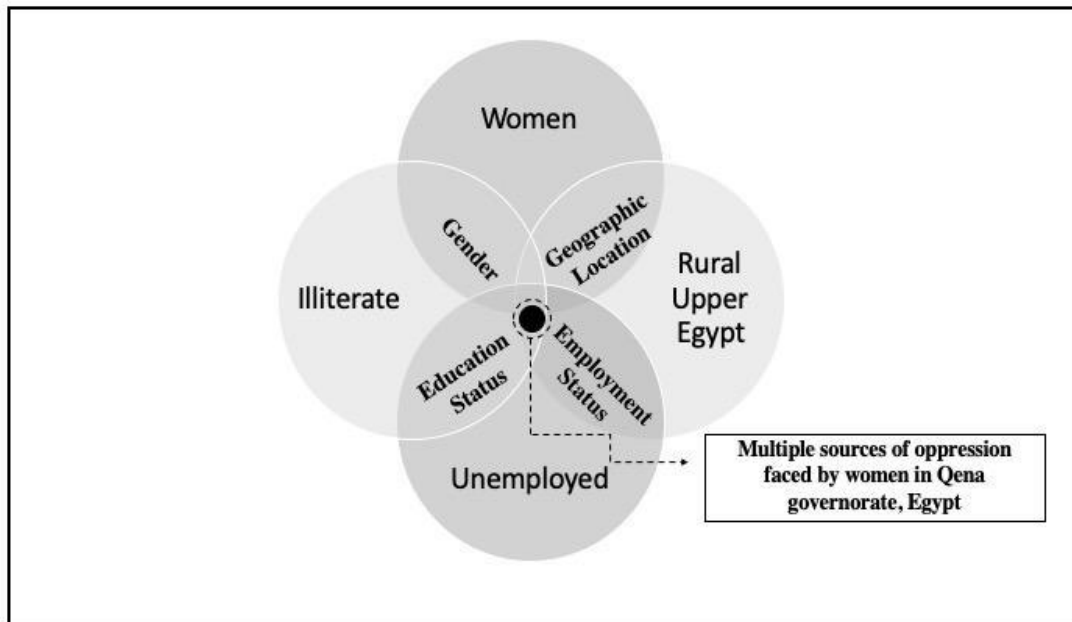 Women
Gender
Geographic
Location
Illiterate
Rural
Upper
Egypt
Education
Status
Employment
Status
Unemployed
Multiple sources of oppression
faced by women in Qena
governorate, Egypt